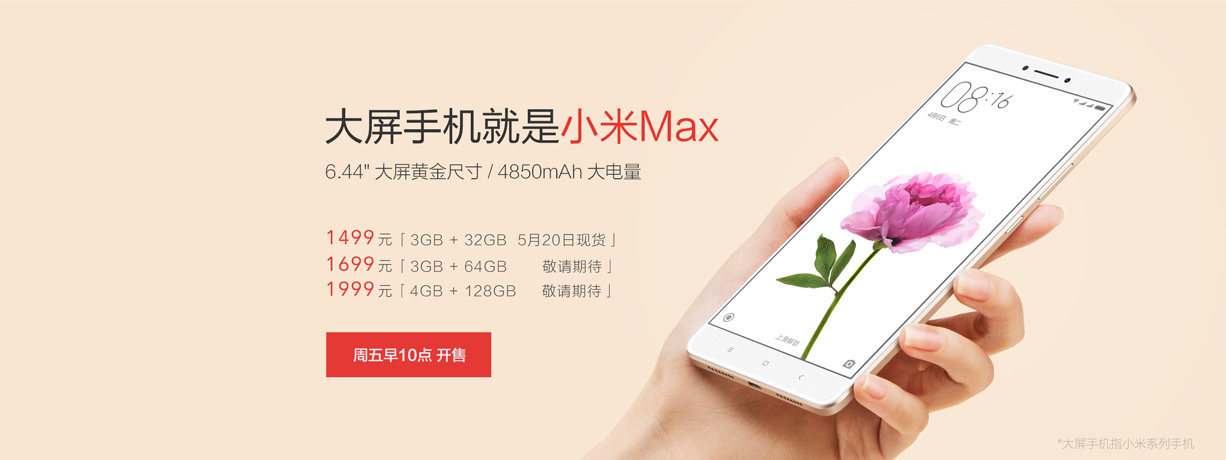 大屏手机就是小米Max
6.44" 大屏黄金尺寸 / 4850mAh 大电量
1499元「3GB + 32GB 5月20日现货」
1699元「3GB + 64GB 敬请期待」
1999元「4GB + 128GB 敬请期待」
周五早10点 开售
08:16
上滑解锁
*大屏手机指小米系列手机